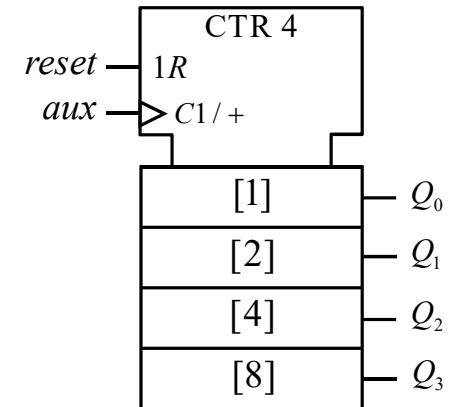 CTR 4
reset 1R
aux C1 / +
[1] Q₀
[2] Q₁
[4] Q₂
[8] Q₃